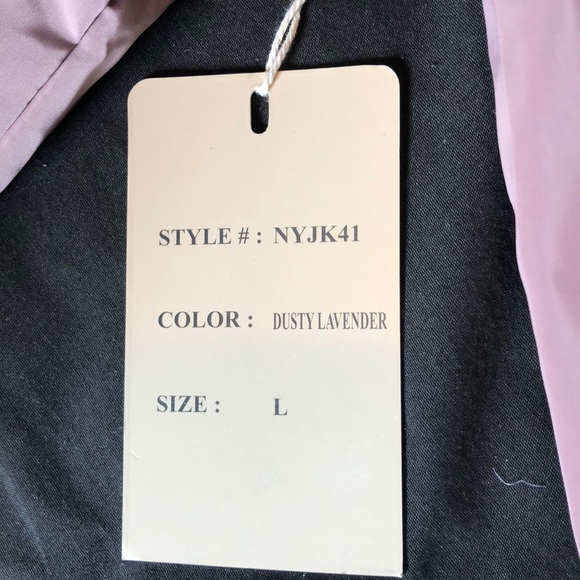 STYLE # : NYJK41
COLOR : DUSTY LAVENDER
SIZE : L